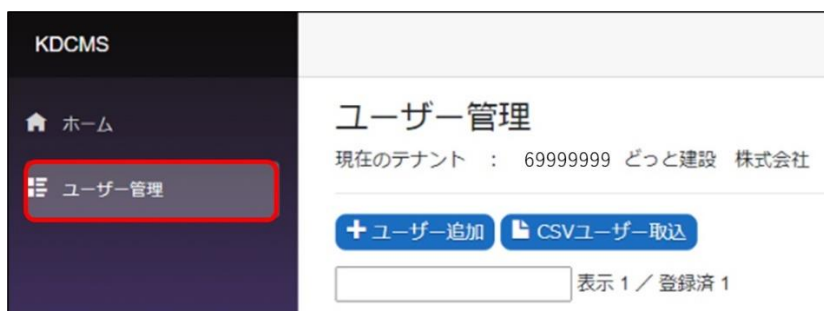 KDCMS
ホーム
ユーザー管理
ユーザー管理
現在のテナント ： 69999999 どっと建設 株式会社
ユーザー追加 CSVユーザー取込
表示 1 ／ 登録済 1